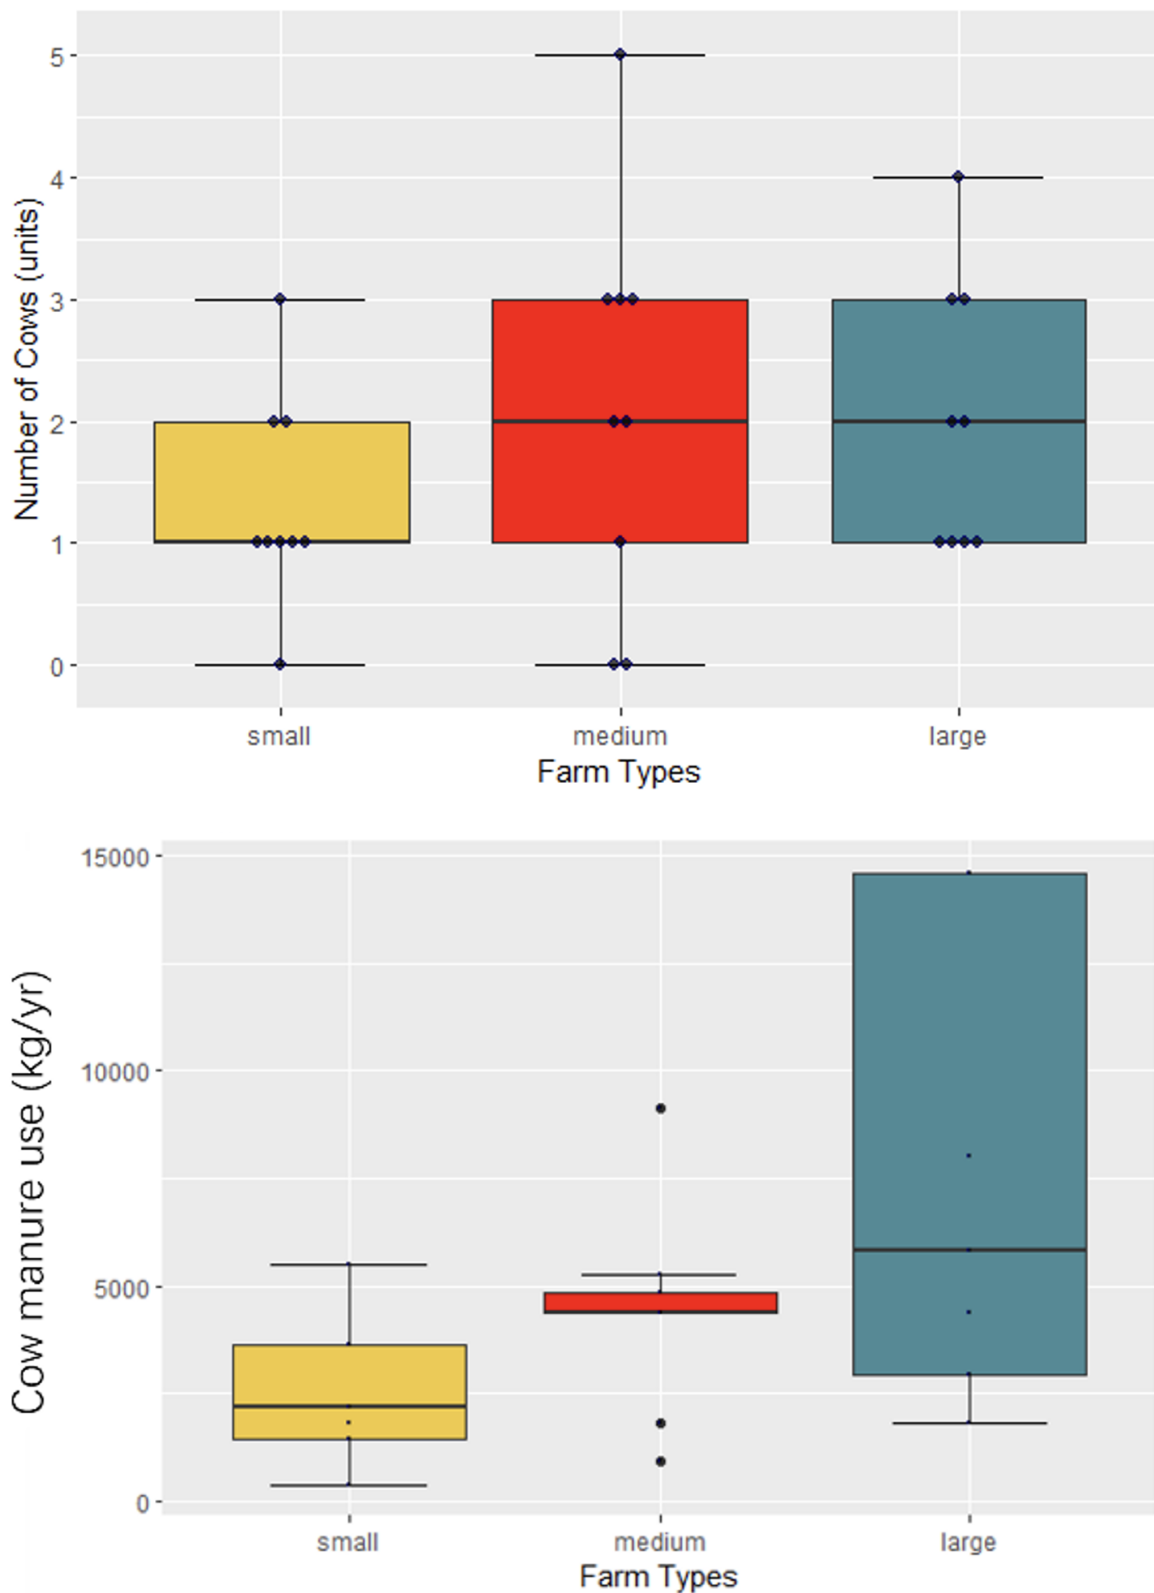 Number of Cows (units)
5
4
3
2
1
0
small medium large
Farm Types
Cow manure use (kg/yr)
15000
10000
5000
0
small medium large
Farm Types